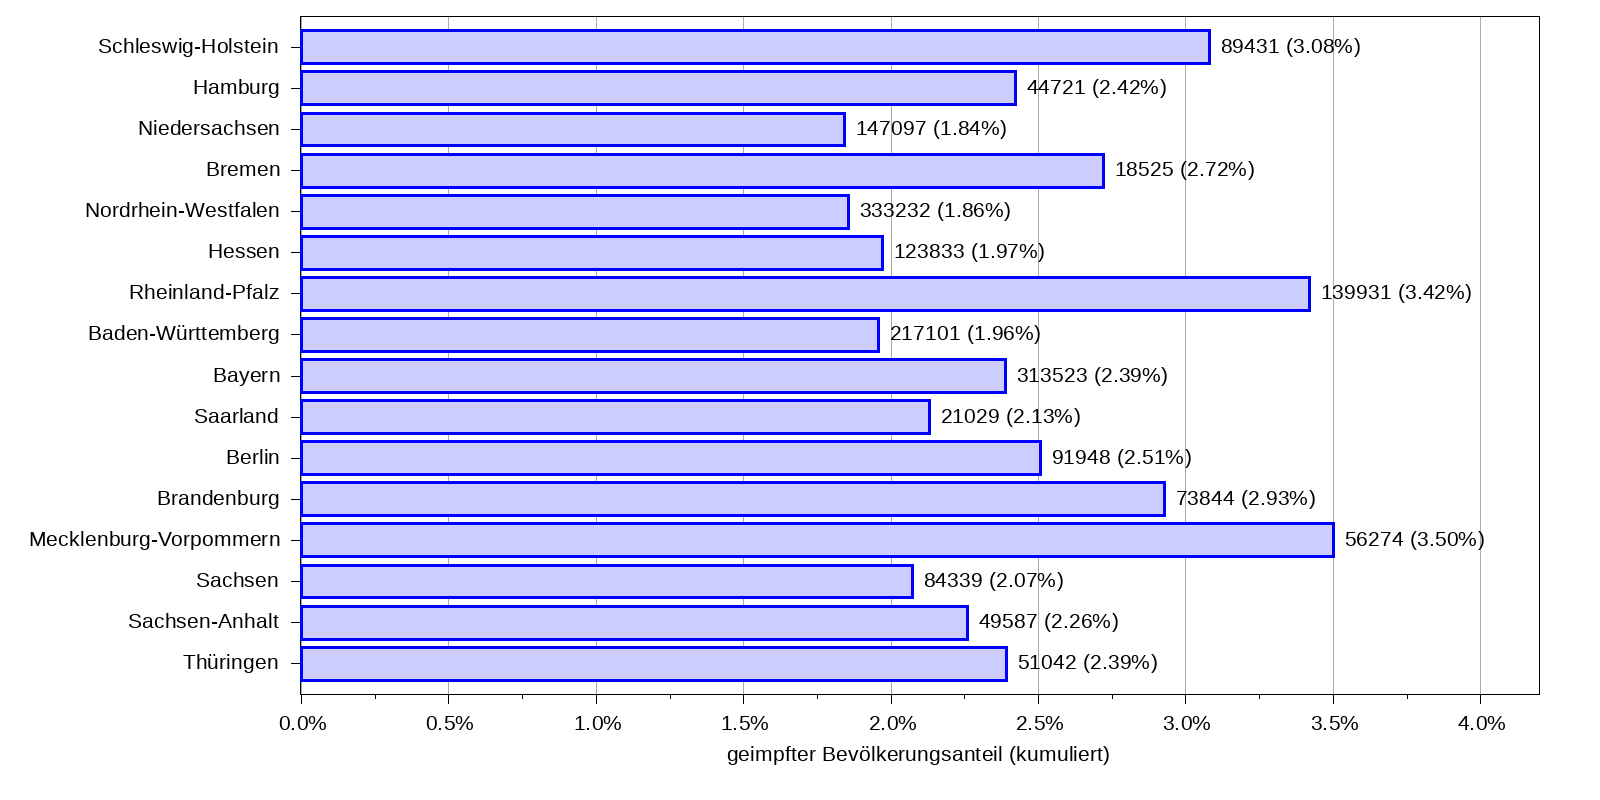 Schleswig-Holstein 89431 (3.08%)
Hamburg 44721 (2.42%)
Niedersachsen 147097 (1.84%)
Bremen 18525 (2.72%)
Nordrhein-Westfalen 333232 (1.86%)
Hessen 123833 (1.97%)
Rheinland-Pfalz 139931 (3.42%)
Baden-Württemberg 217101 (1.96%)
Bayern 313523 (2.39%)
Saarland 21029 (2.13%)
Berlin 91948 (2.51%)
Brandenburg 73844 (2.93%)
Mecklenburg-Vorpommern 56274 (3.50%)
Sachsen 84339 (2.07%)
Sachsen-Anhalt 49587 (2.26%)
Thüringen 51042 (2.39%)
0.0% 0.5% 1.0% 1.5% 2.0% 2.5% 3.0% 3.5% 4.0%
geimpfter Bevölkerungsanteil (kumuliert)